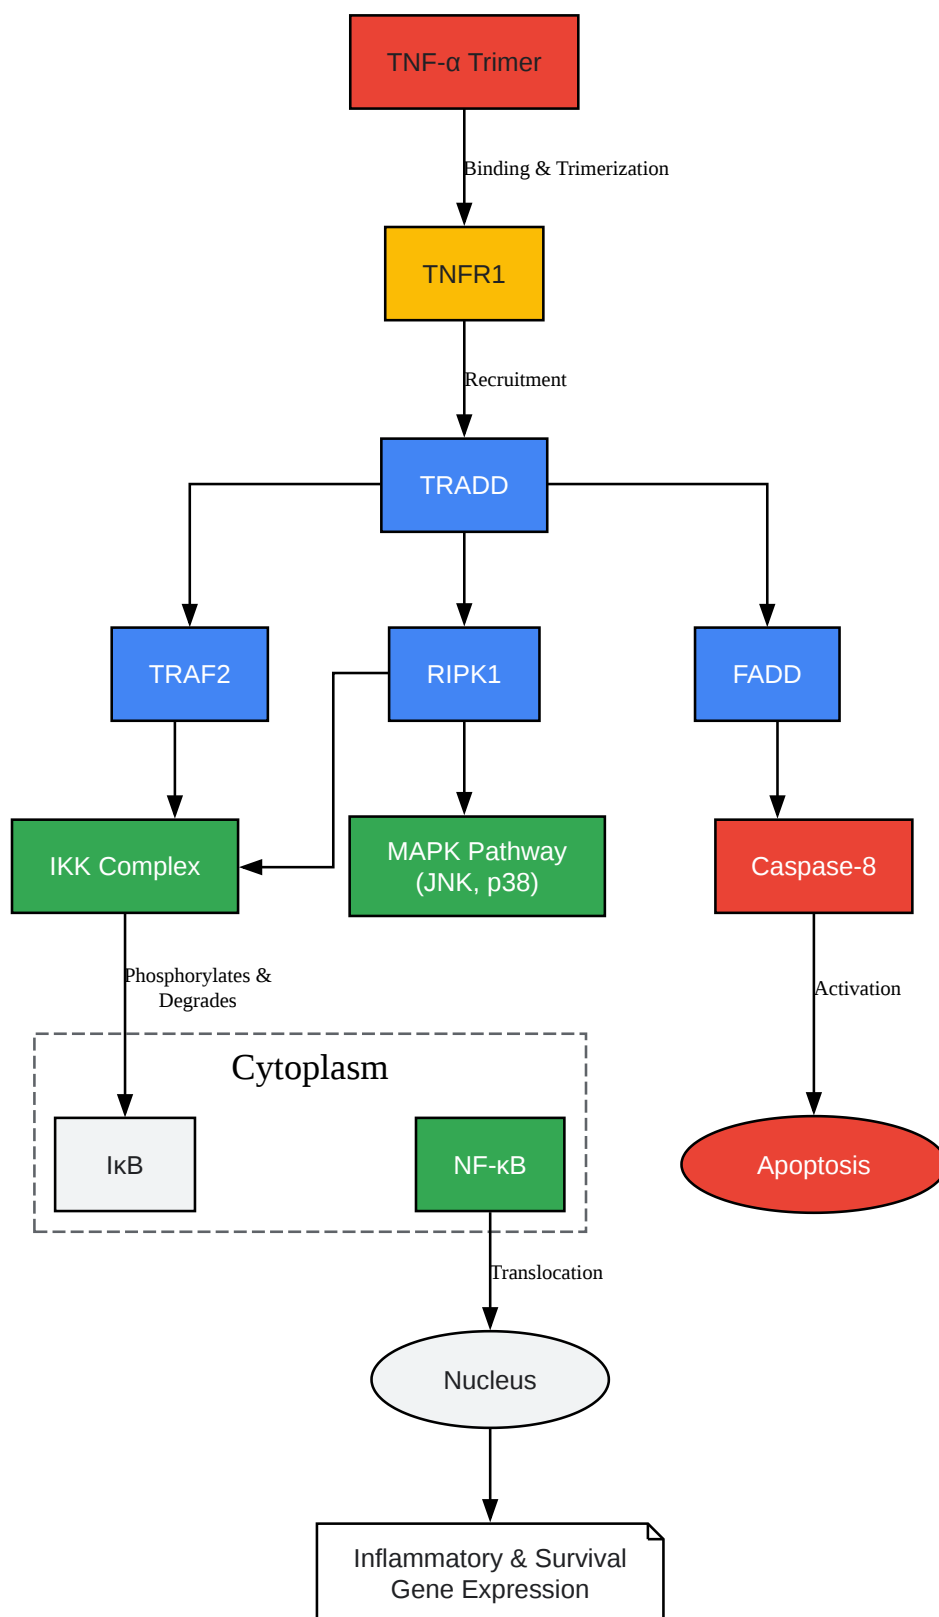 TNF-α Trimer
Binding & Trimerization
TNFR1
Recruitment
TRADD
TRAF2
RIPK1
FADD
IKK Complex
MAPK Pathway
(JNK, p38)
Caspase-8
Phosphorylates &
Degrades
Activation
Cytoplasm
IκB
NF-κB
Apoptosis
Translocation
Nucleus
Inflammatory & Survival
Gene Expression